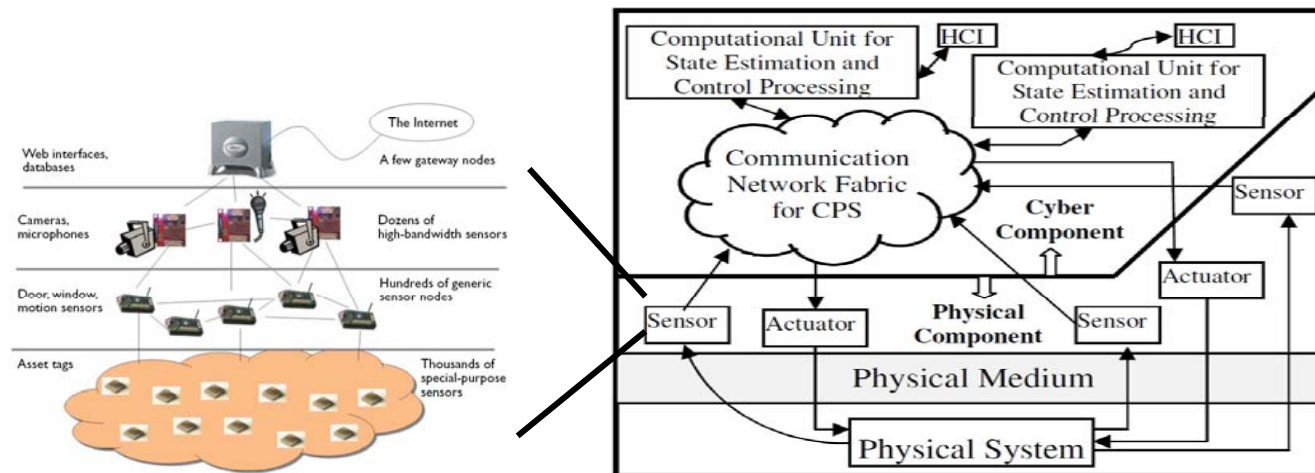 The Internet
Web interfaces,
databases
A few gateway nodes
Cameras,
microphones
Dozens of
high-bandwidth sensors
Door, window,
motion sensors
Hundreds of generic
sensor nodes
Asset tags
Thousands of
special-purpose
sensors
Computational Unit for
State Estimation and
Control Processing
HCI
HCI
Computational Unit for
State Estimation and
Control Processing
Communication
Network Fabric
for CPS
Sensor
Cyber
Component
Actuator
Physical
Component
Sensor
Actuator
Sensor
Physical Medium
Physical System